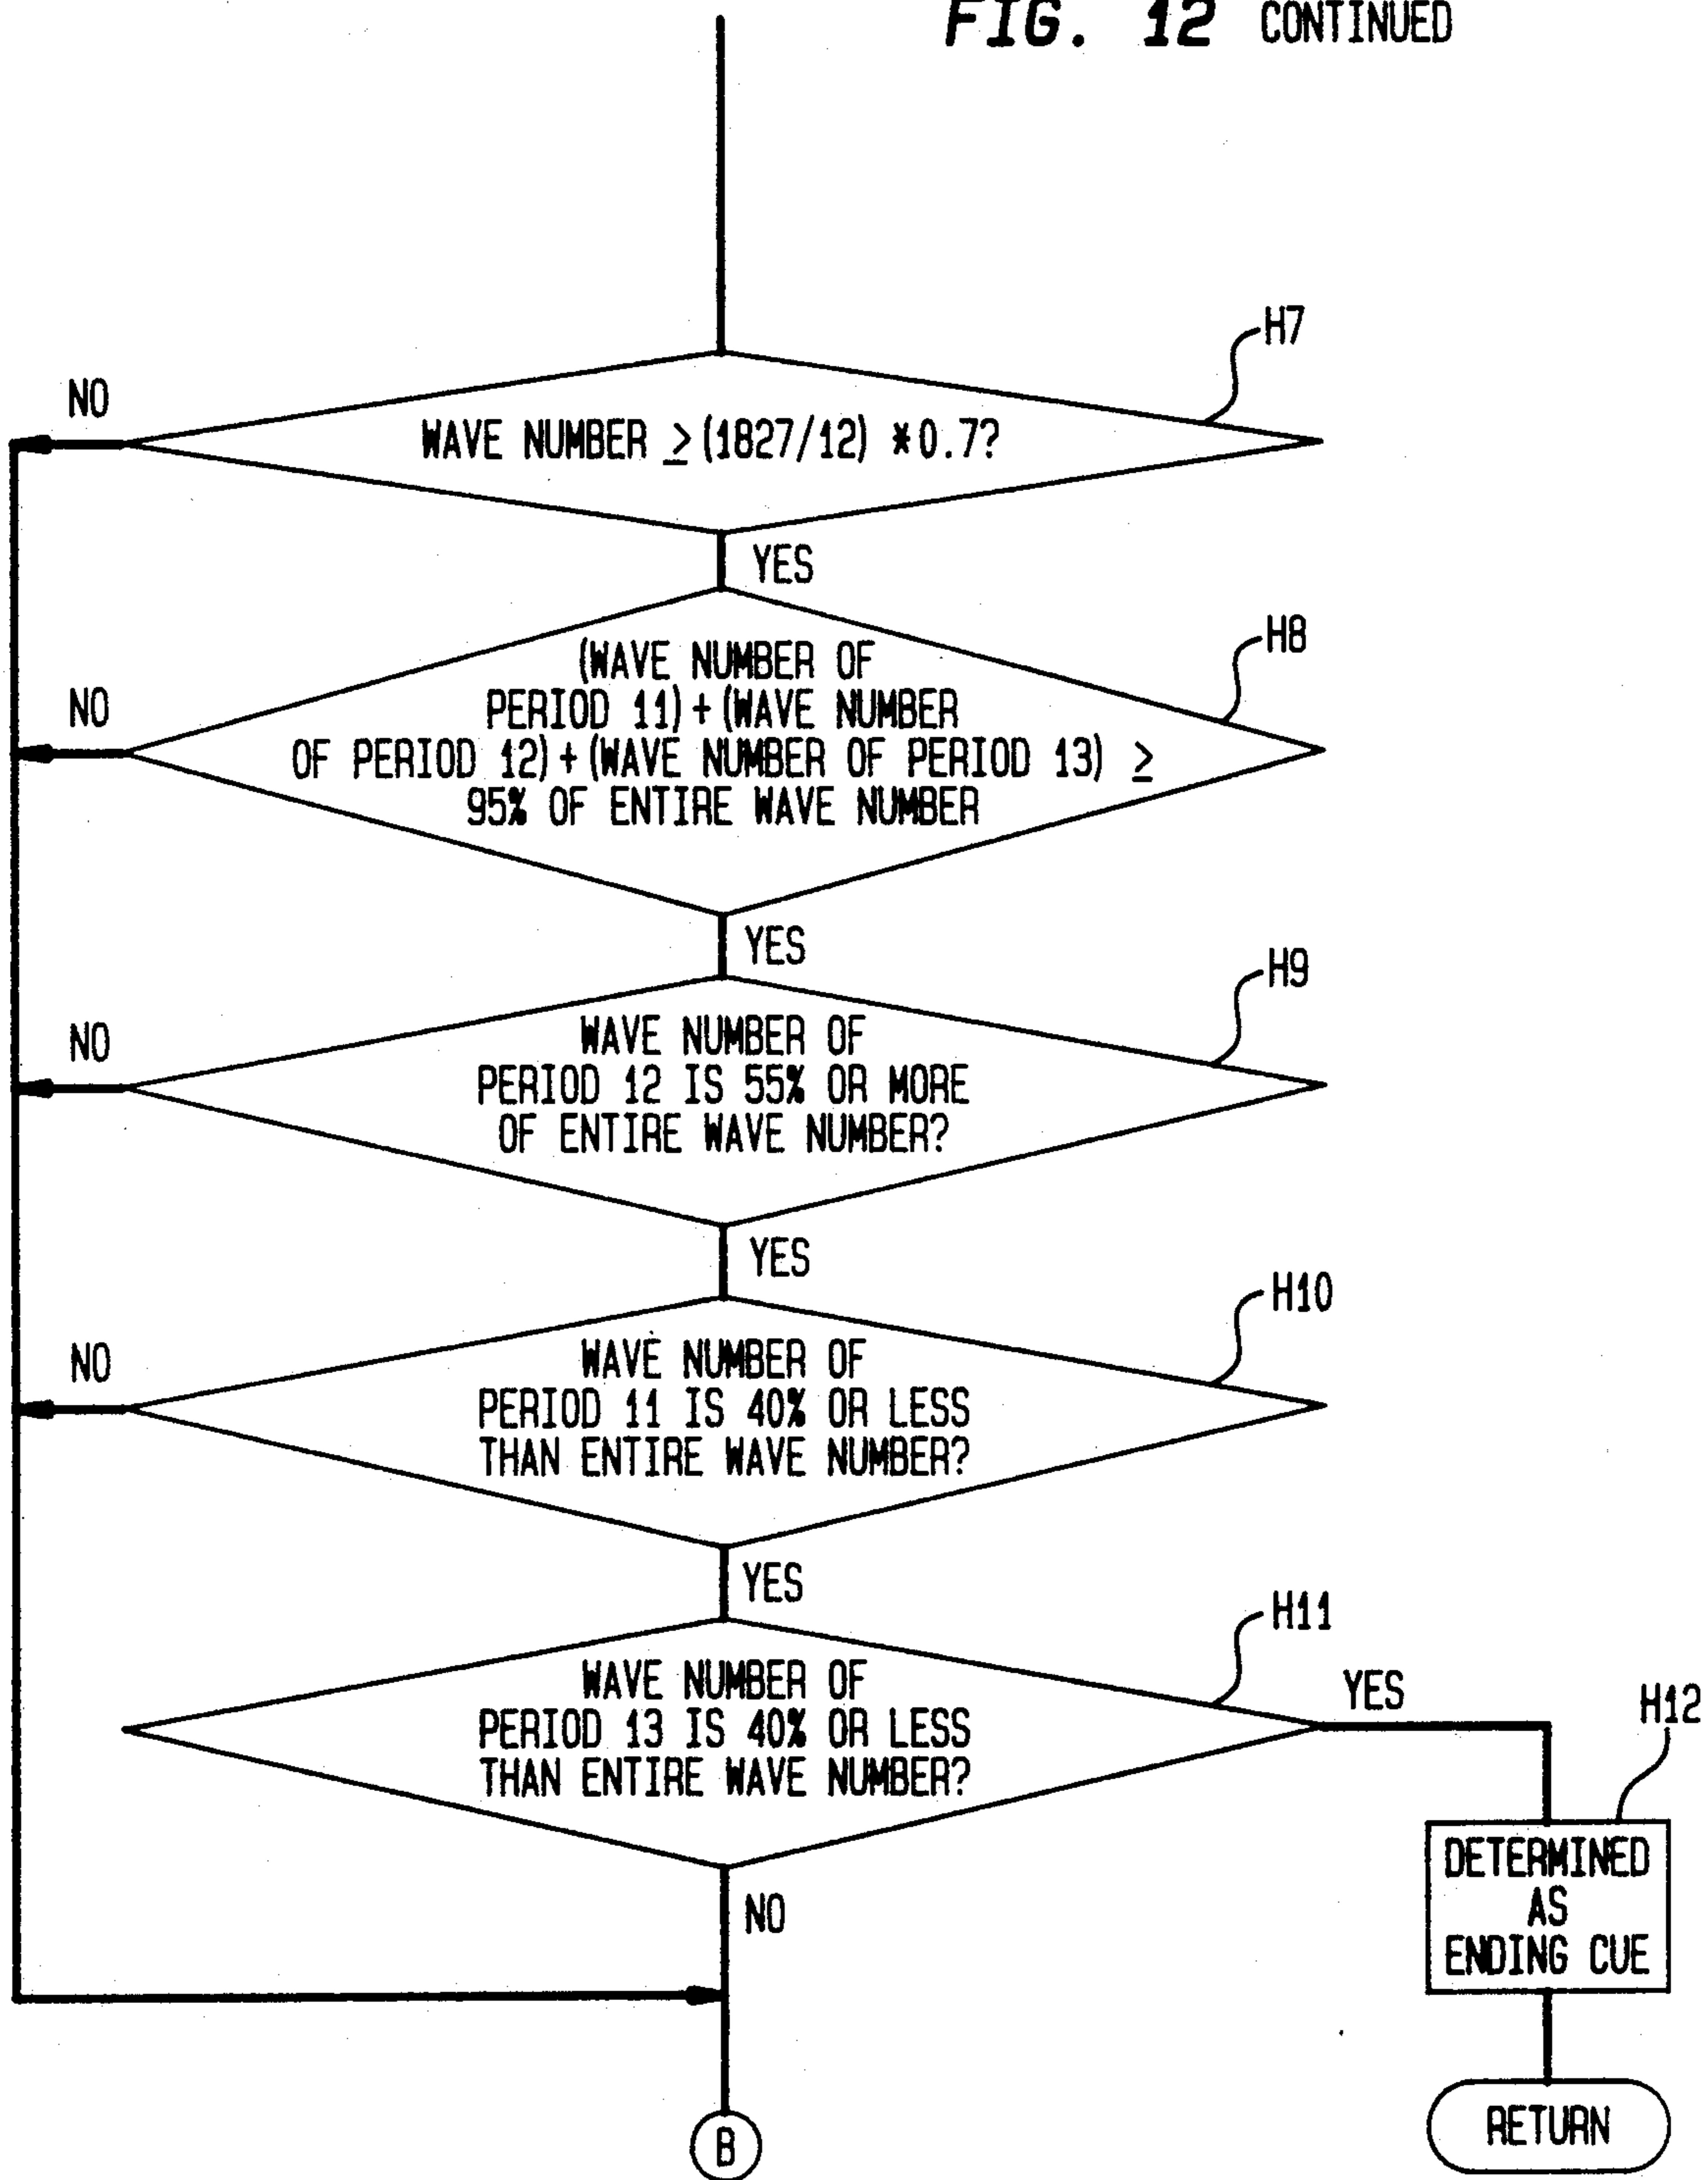 FIG. 12 CONTINUED
H7
NO
WAVE NUMBER ≥ (1827/12) *0.7?
YES
H8
(WAVE NUMBER OF
NO
PERIOD 11) + (WAVE NUMBER
OF PERIOD 12) + (WAVE NUMBER OF PERIOD 13) ≥
95% OF ENTIRE WAVE NUMBER
YES
H9
NO
WAVE NUMBER OF
PERIOD 12 IS 55% OR MORE
OF ENTIRE WAVE NUMBER?
YES
H10
NO
WAVE NUMBER OF
PERIOD 11 IS 40% OR LESS
THAN ENTIRE WAVE NUMBER?
YES
H11
WAVE NUMBER OF
PERIOD 13 IS 40% OR LESS
THAN ENTIRE WAVE NUMBER?
YES
H12
DETERMINED
AS
ENDING CUE
NO
RETURN
B